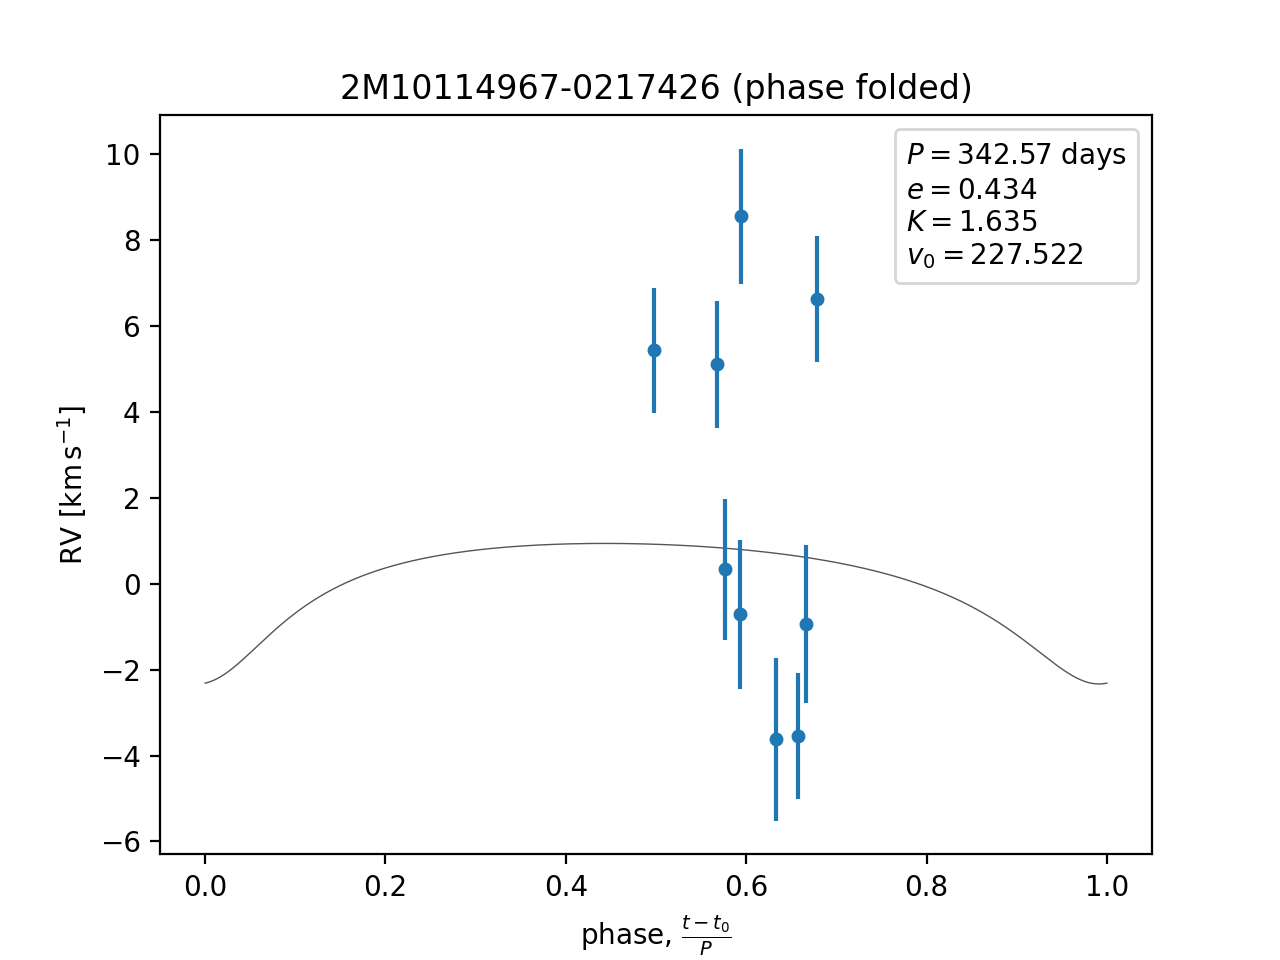 2M10114967-0217426 (phase folded)
P = 342.57 days
e = 0.434
K = 1.635
v₀ = 227.522
RV [km s⁻¹]
10
8
6
4
2
0
−2
−4
−6
0.0 0.2 0.4 0.6 0.8 1.0
phase, (t − t₀)/P